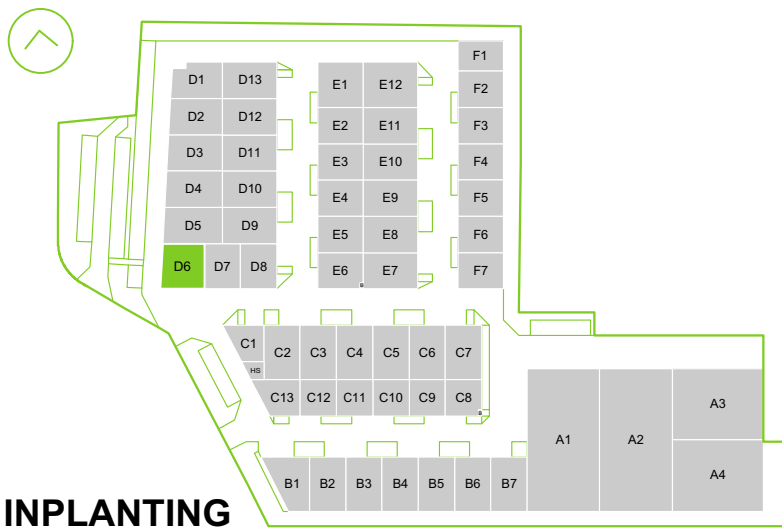 F1
D1 D13 E1 E12 F2
D2 D12 E2 E11 F3
D3 D11 E3 E10 F4
D4 D10 E4 E9 F5
D5 D9 E5 E8 F6
D6 D7 D8 E6 E7 F7
C1 C2 C3 C4 C5 C6 C7
HS
C13 C12 C11 C10 C9 C8
A1 A2 A3
A4
B1 B2 B3 B4 B5 B6 B7
INPLANTING